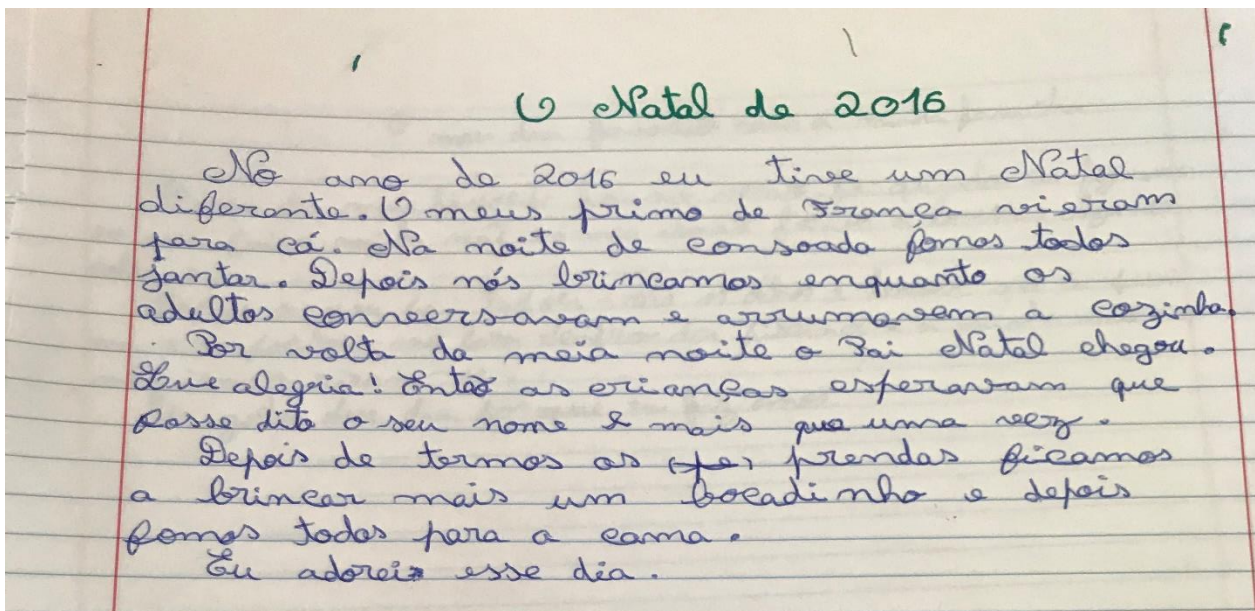 O Natal de 2016
No ano de 2016 eu tive um Natal
diferente. O meus primo de França vieram
para cá. Na noite de consoada fomos todos
jantar. Depois nós brincamos enquanto os
adultos conversavam e arrumavem a cozinha.
Por volta da meia noite o Pai Natal chegou.
Que alegria! Então as crianças esperavam que
fosse dito o seu nome e mais que uma vez.
Depois de termos as prendas ficamos
a brincar mais um bocadinho e depois
fomos todos para a cama.
Eu adorei esse dia.